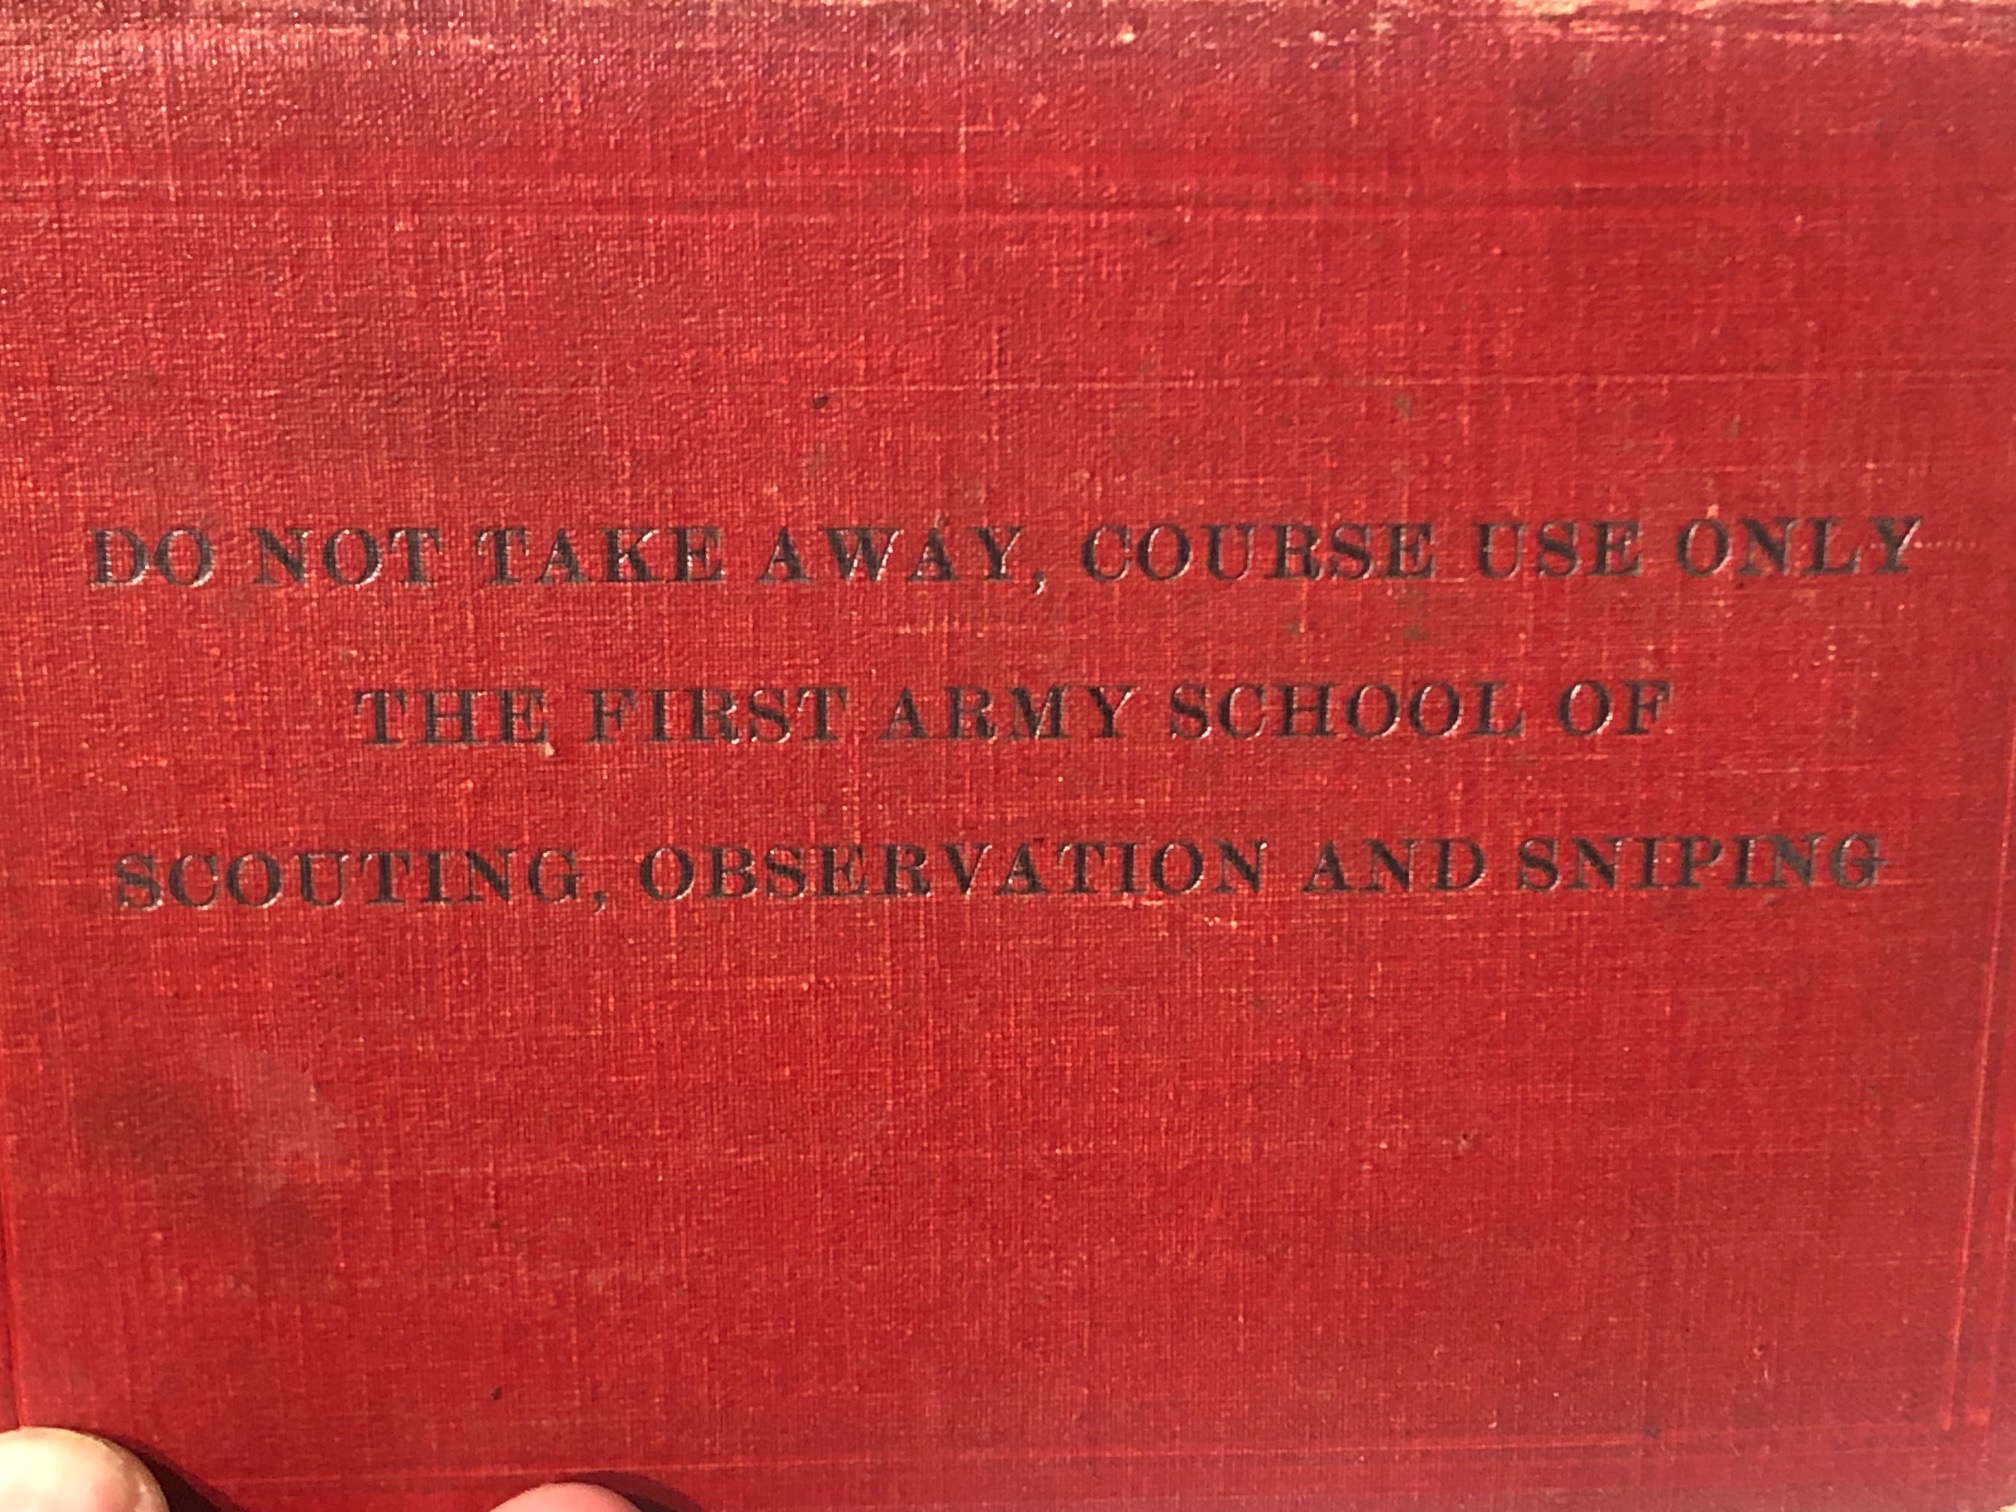 DO NOT TAKE AWAY, COURSE USE ONLY
THE FIRST ARMY SCHOOL OF
SCOUTING, OBSERVATION AND SNIPING